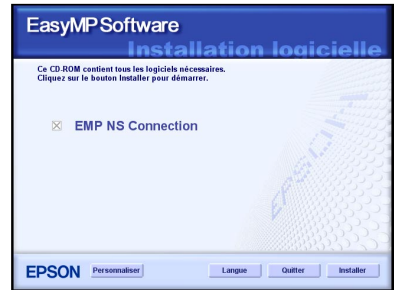 EasyMP Software
Installation logicielle
Ce CD-ROM contient tous les logiciels nécessaires.
Cliquez sur le bouton Installer pour démarrer.
EMP NS Connection
EPSON
EPSON
Personnaliser
Langue
Quitter
Installer